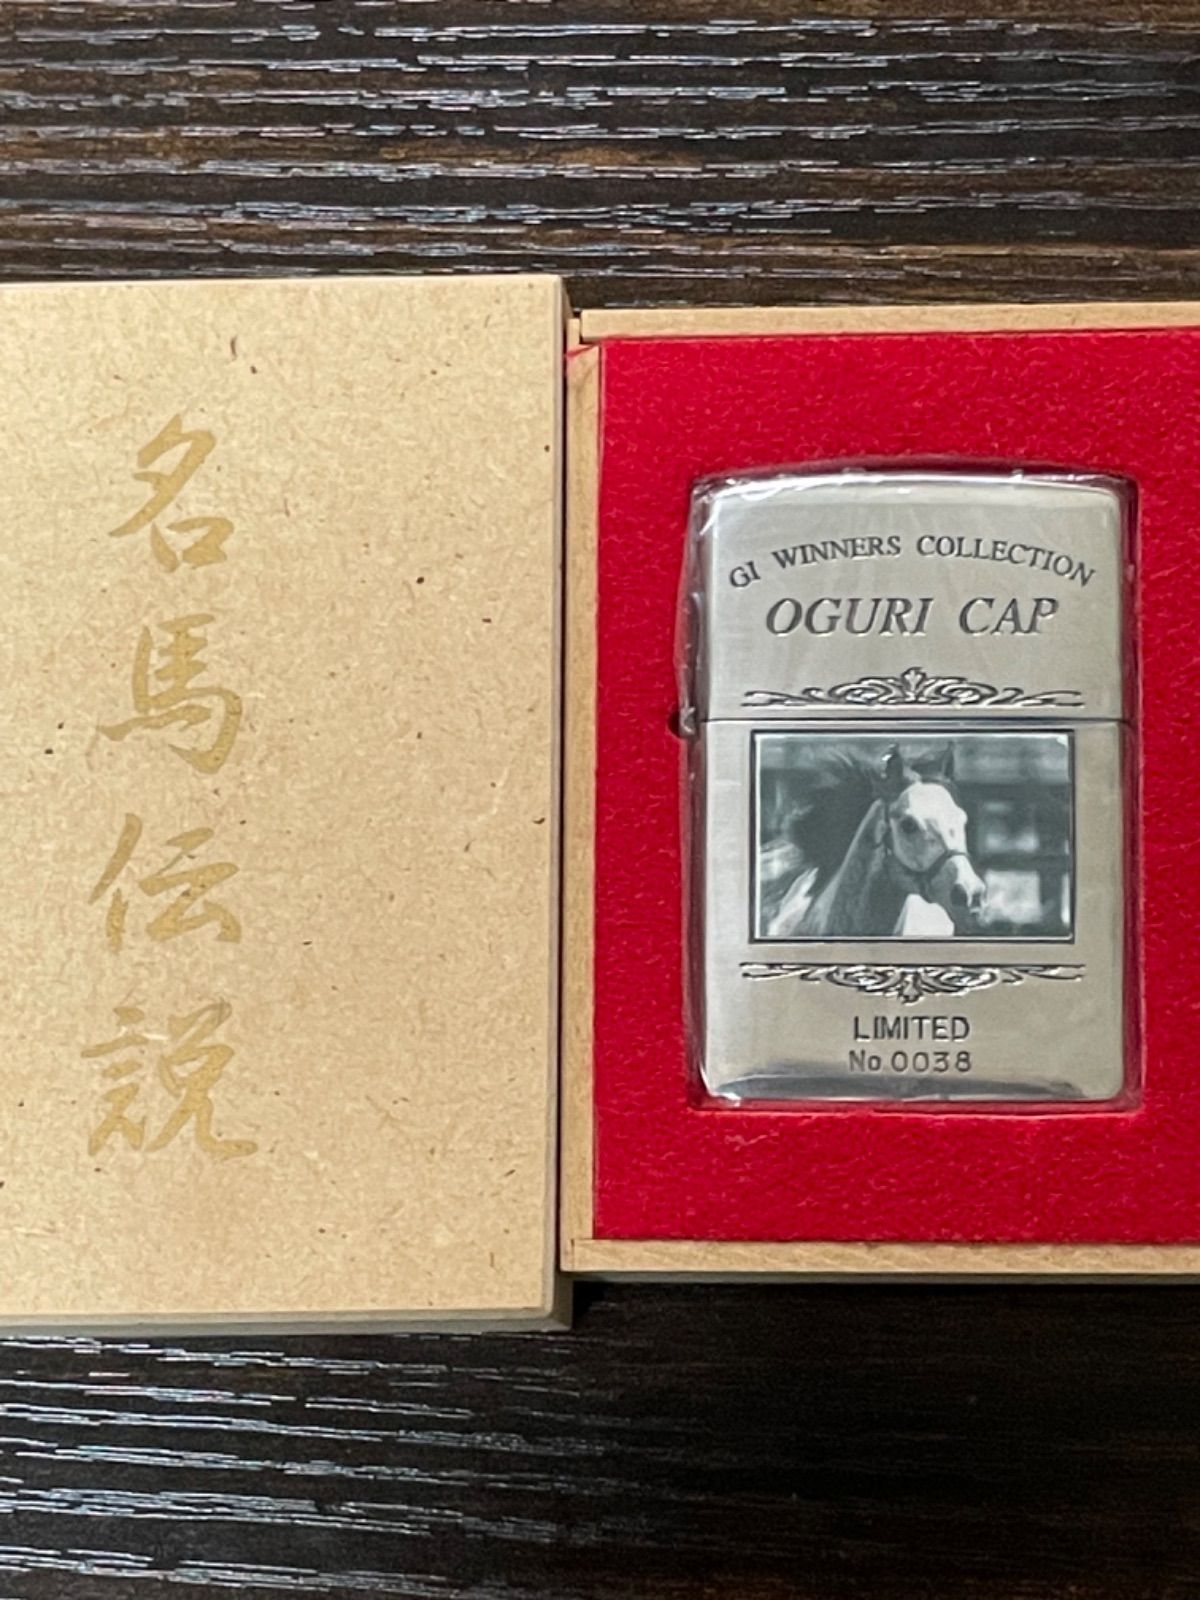 名馬伝説
GI WINNERS COLLECTION
OGURI CAP
LIMITED
No 0038